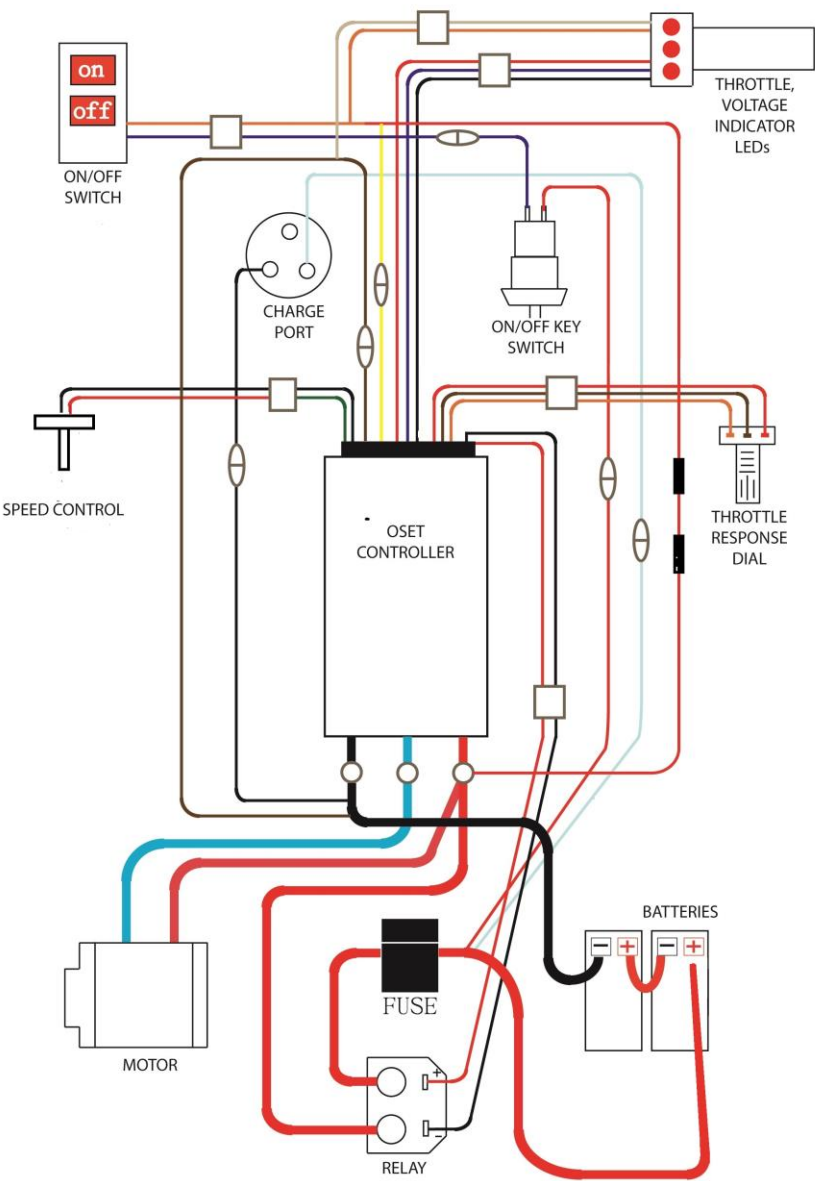 on
off
ON/OFF
SWITCH
THROTTLE,
VOLTAGE
INDICATOR
LEDs
CHARGE
PORT
ON/OFF KEY
SWITCH
SPEED CONTROL
OSET
CONTROLLER
THROTTLE
RESPONSE
DIAL
BATTERIES
− + − +
FUSE
MOTOR
+
−
RELAY